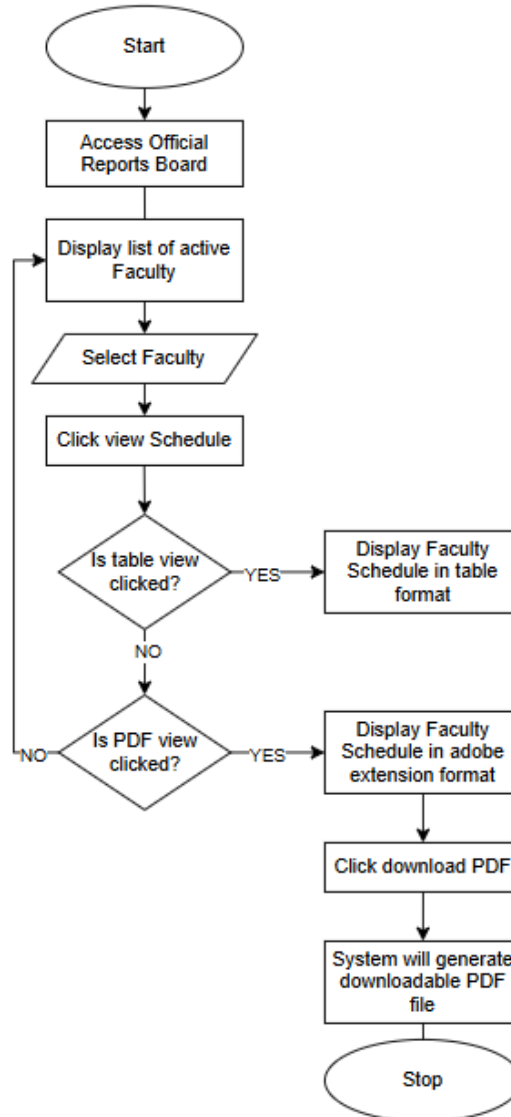 Start
Access Official
Reports Board
Display list of active
Faculty
Select Faculty
Click view Schedule
Is table view
clicked?
YES
Display Faculty
Schedule in table
format
NO
Is PDF view
clicked?
NO
YES
Display Faculty
Schedule in adobe
extension format
Click download PDF
System will generate
downloadable PDF
file
Stop